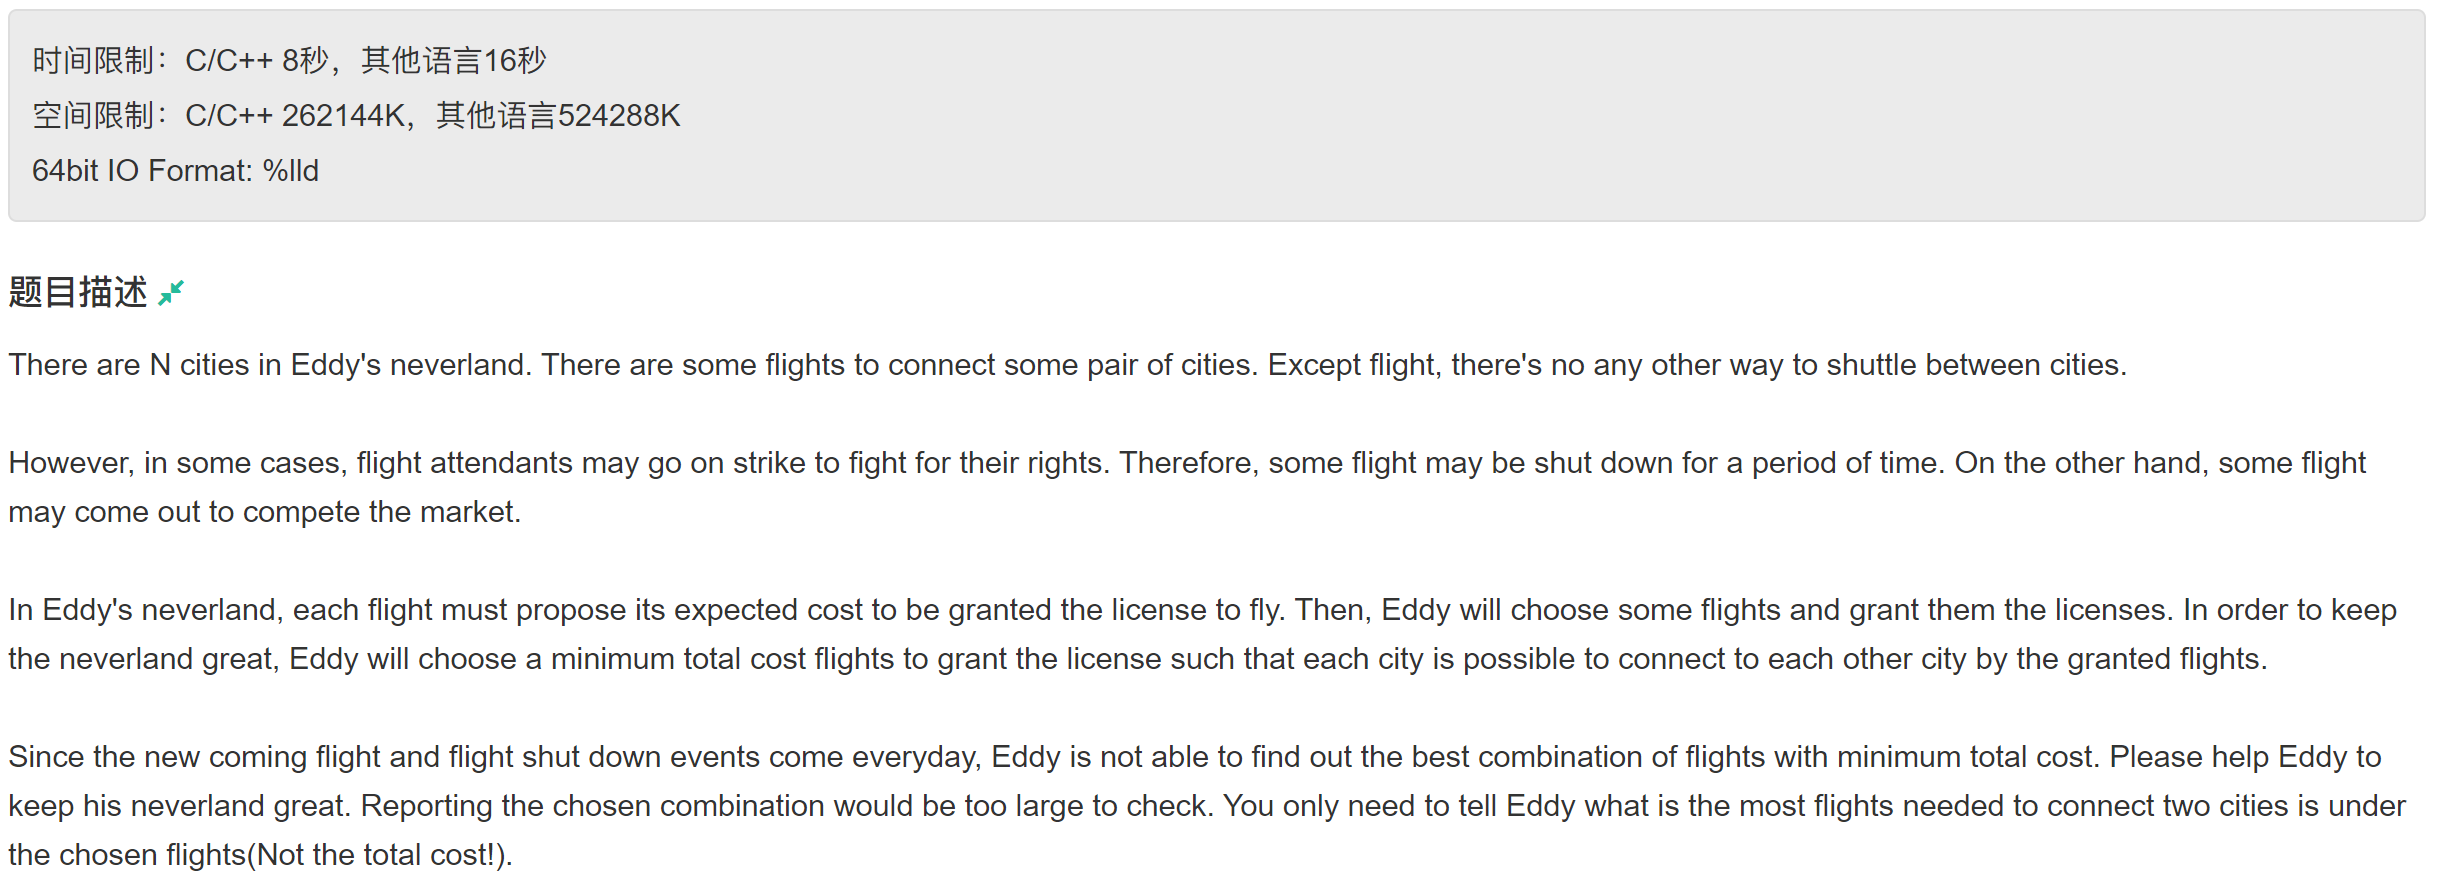 时间限制：C/C++ 8秒，其他语言16秒
空间限制：C/C++ 262144K，其他语言524288K
64bit IO Format: %lld
题目描述
There are N cities in Eddy's neverland. There are some flights to connect some pair of cities. Except flight, there's no any other way to shuttle between cities.
However, in some cases, flight attendants may go on strike to fight for their rights. Therefore, some flight may be shut down for a period of time. On the other hand, some flight
may come out to compete the market.
In Eddy's neverland, each flight must propose its expected cost to be granted the license to fly. Then, Eddy will choose some flights and grant them the licenses. In order to keep
the neverland great, Eddy will choose a minimum total cost flights to grant the license such that each city is possible to connect to each other city by the granted flights.
Since the new coming flight and flight shut down events come everyday, Eddy is not able to find out the best combination of flights with minimum total cost. Please help Eddy to
keep his neverland great. Reporting the chosen combination would be too large to check. You only need to tell Eddy what is the most flights needed to connect two cities is under
the chosen flights(Not the total cost!).